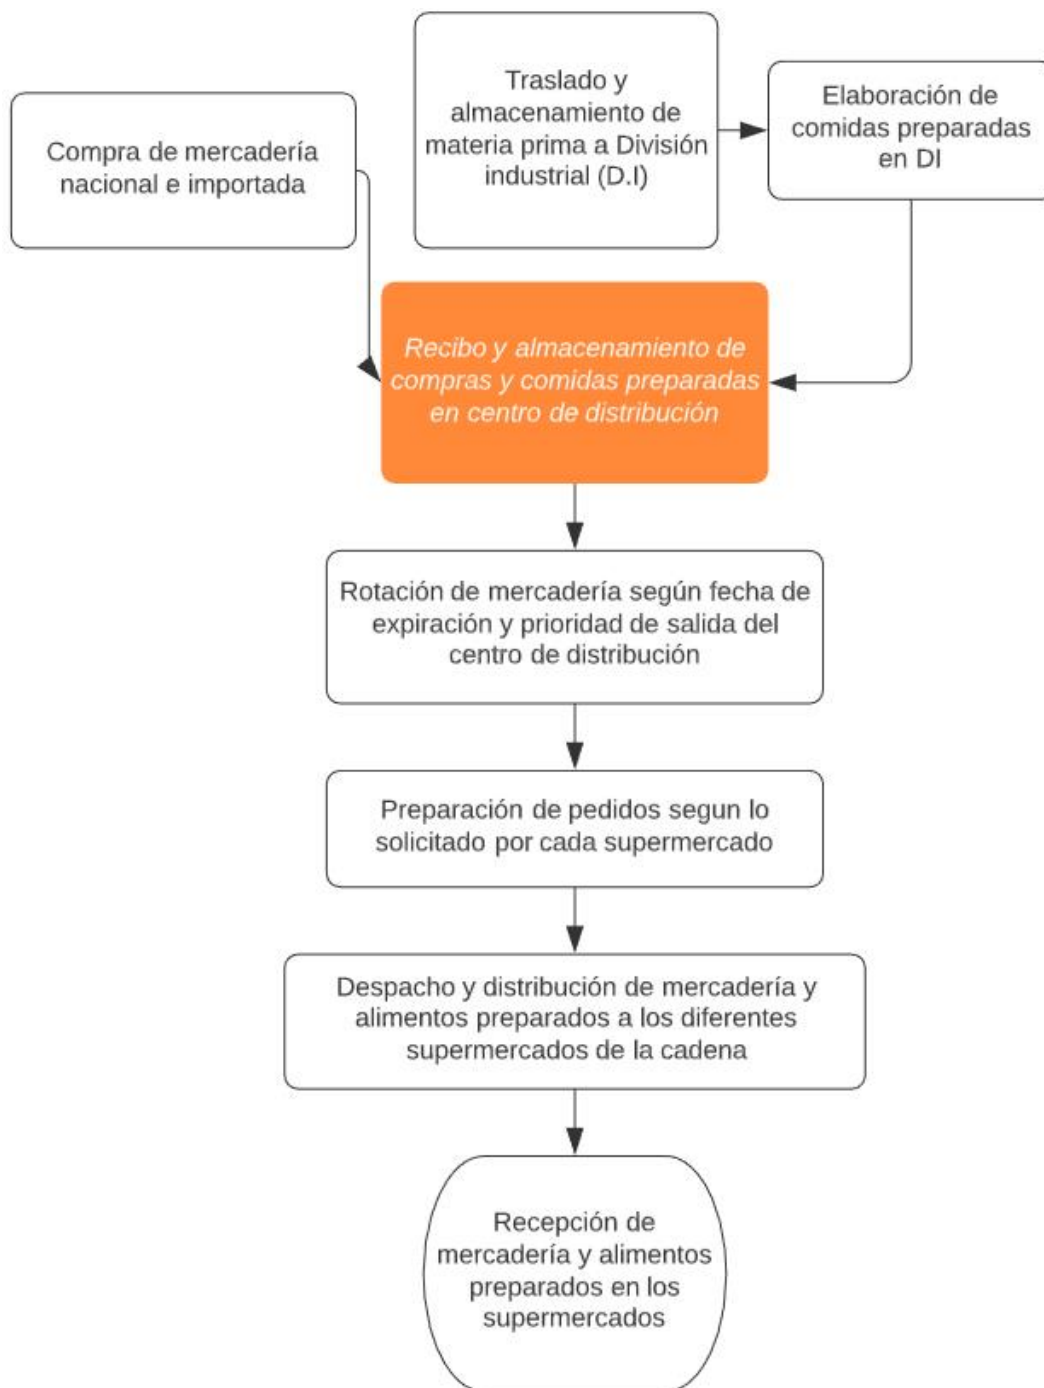 Traslado y
almacenamiento de
materia prima a División
industrial (D.I)
Elaboración de
comidas preparadas
en DI
Compra de mercadería
nacional e importada
Recibo y almacenamiento de
compras y comidas preparadas
en centro de distribución
Rotación de mercadería según fecha de
expiración y prioridad de salida del
centro de distribución
Preparación de pedidos segun lo
solicitado por cada supermercado
Despacho y distribución de mercadería y
alimentos preparados a los diferentes
supermercados de la cadena
Recepción de
mercadería y alimentos
preparados en los
supermercados